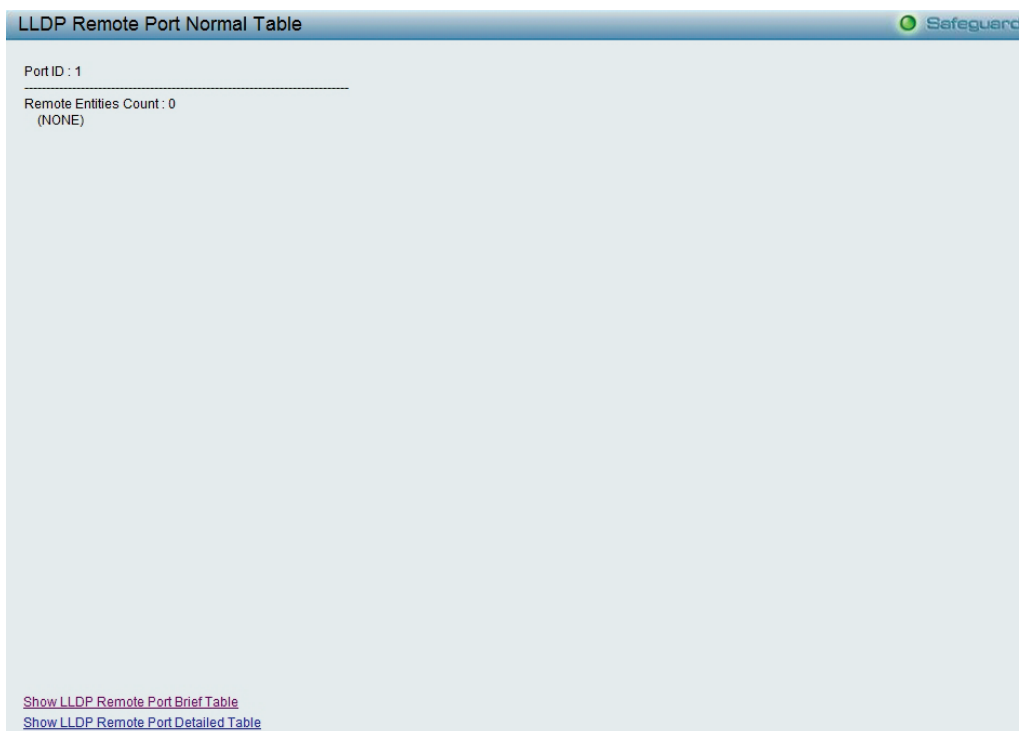 LLDP Remote Port Normal Table
Safeguard
Port ID : 1
--------------------------------------------------------------------------------
Remote Entities Count : 0
(NONE)
Show LLDP Remote Port Brief Table
Show LLDP Remote Port Detailed Table